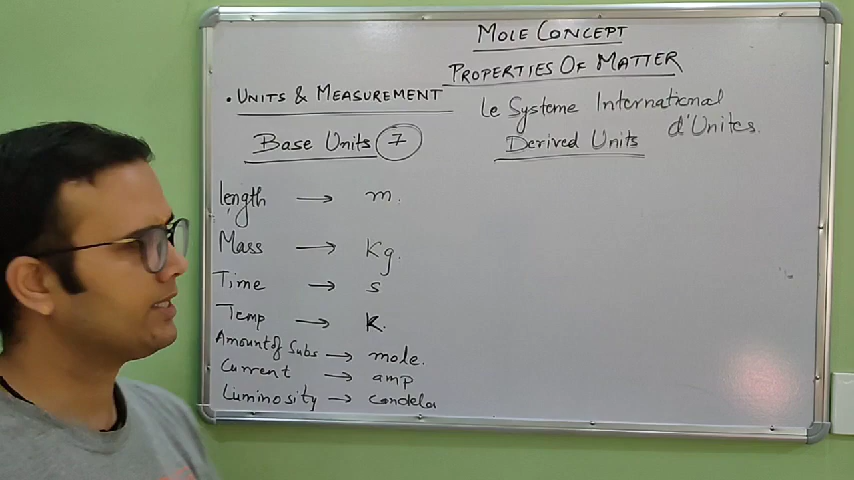 MOLE CONCEPT
PROPERTIES OF MATTER
• UNITS & MEASUREMENT
Le Systeme International
d'Unites.
Base Units 7
Derived Units
length → m.
Mass → Kg.
Time → s
Temp → K.
Amount of Subs → mole.
Current → amp
Luminosity → candela